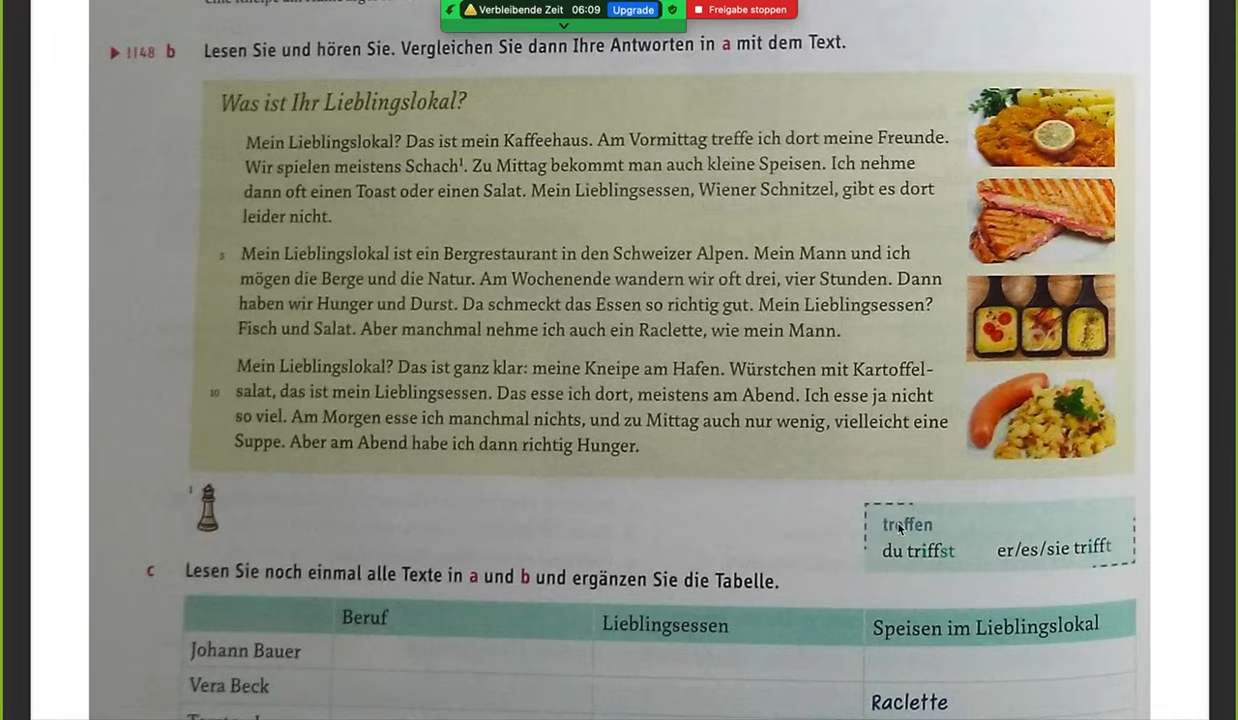 Verbleibende Zeit 06:09 Upgrade Freigabe stoppen
▶ 1|48 b Lesen Sie und hören Sie. Vergleichen Sie dann Ihre Antworten in a mit dem Text.
Was ist Ihr Lieblingslokal?
Mein Lieblingslokal? Das ist mein Kaffeehaus. Am Vormittag treffe ich dort meine Freunde.
Wir spielen meistens Schach¹. Zu Mittag bekommt man auch kleine Speisen. Ich nehme
dann oft einen Toast oder einen Salat. Mein Lieblingsessen, Wiener Schnitzel, gibt es dort
leider nicht.
5 Mein Lieblingslokal ist ein Bergrestaurant in den Schweizer Alpen. Mein Mann und ich
mögen die Berge und die Natur. Am Wochenende wandern wir oft drei, vier Stunden. Dann
haben wir Hunger und Durst. Da schmeckt das Essen so richtig gut. Mein Lieblingsessen?
Fisch und Salat. Aber manchmal nehme ich auch ein Raclette, wie mein Mann.
Mein Lieblingslokal? Das ist ganz klar: meine Kneipe am Hafen. Würstchen mit Kartoffel-
10 salat, das ist mein Lieblingsessen. Das esse ich dort, meistens am Abend. Ich esse ja nicht
so viel. Am Morgen esse ich manchmal nichts, und zu Mittag auch nur wenig, vielleicht eine
Suppe. Aber am Abend habe ich dann richtig Hunger.
1
treffen
du triffst er/es/sie trifft
c Lesen Sie noch einmal alle Texte in a und b und ergänzen Sie die Tabelle.
Beruf Lieblingsessen Speisen im Lieblingslokal
Johann Bauer
Vera Beck
Raclette